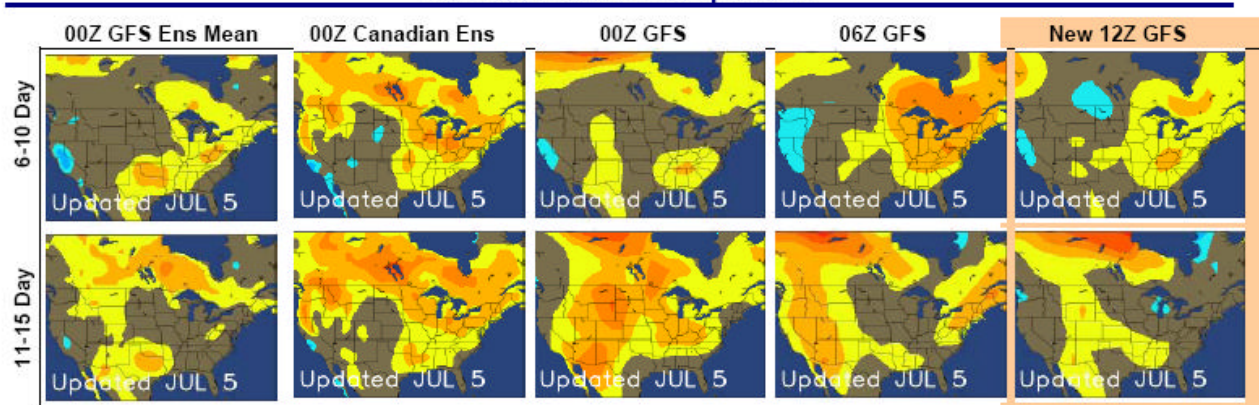 00Z GFS Ens Mean 00Z Canadian Ens 00Z GFS 06Z GFS New 12Z GFS
6-10 Day
Updated JUL 5 Updated JUL 5 Updated JUL 5 Updated JUL 5 Updated JUL 5
11-15 Day
Updated JUL 5 Updated JUL 5 Updated JUL 5 Updated JUL 5 Updated JUL 5